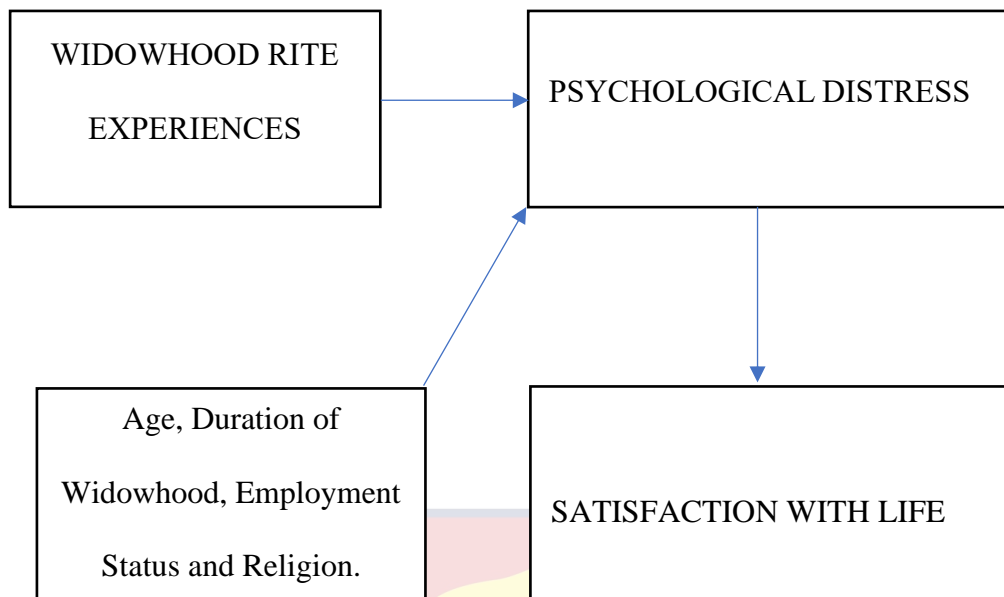 WIDOWHOOD RITE
EXPERIENCES
PSYCHOLOGICAL DISTRESS
Age, Duration of
Widowhood, Employment
Status and Religion.
SATISFACTION WITH LIFE